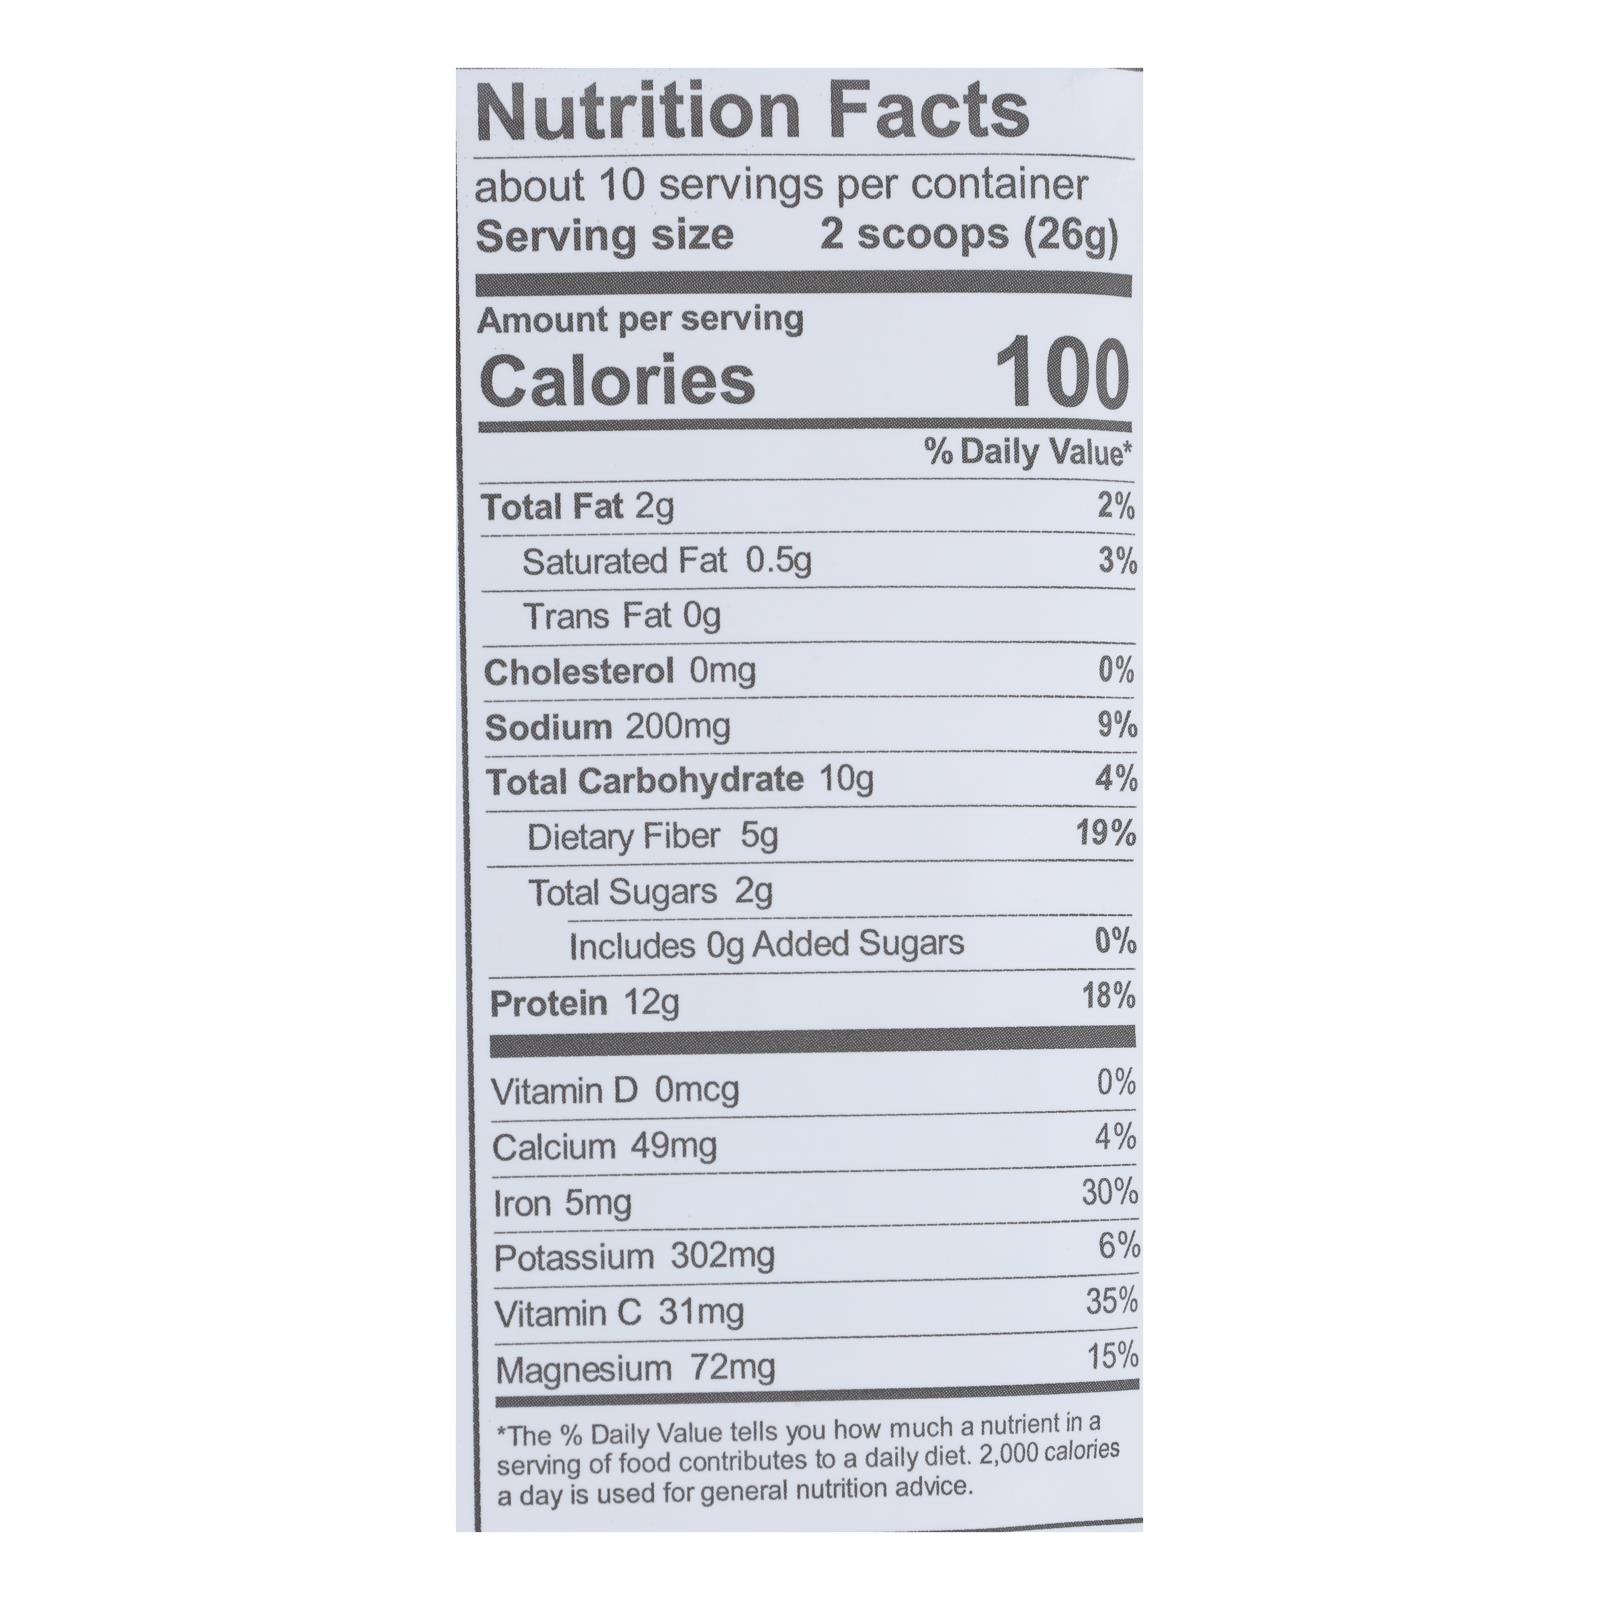 Nutrition Facts
about 10 servings per container
Serving size 2 scoops (26g)
Amount per serving
Calories 100
% Daily Value*
Total Fat 2g 2%
Saturated Fat 0.5g 3%
Trans Fat 0g
Cholesterol 0mg 0%
Sodium 200mg 9%
Total Carbohydrate 10g 4%
Dietary Fiber 5g 19%
Total Sugars 2g
Includes 0g Added Sugars 0%
Protein 12g 18%
Vitamin D 0mcg 0%
Calcium 49mg 4%
Iron 5mg 30%
Potassium 302mg 6%
Vitamin C 31mg 35%
Magnesium 72mg 15%
*The % Daily Value tells you how much a nutrient in a
serving of food contributes to a daily diet. 2,000 calories
a day is used for general nutrition advice.